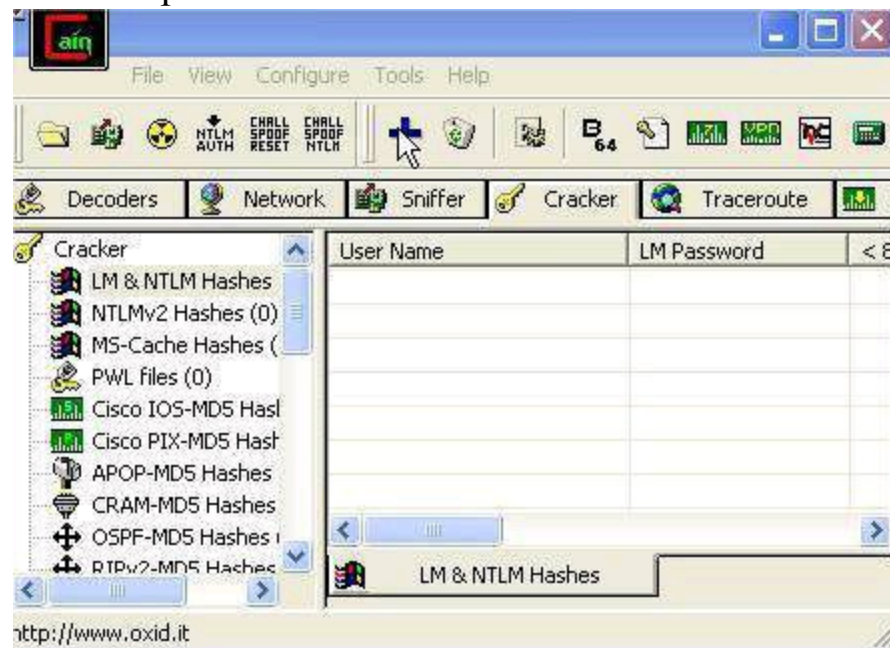 Cain
File View Configure Tools Help
NTLM AUTH CHALL SPOOF RESET CHALL SPOOF NTLM B64
Decoders Network Sniffer Cracker Traceroute
Cracker
LM & NTLM Hashes
NTLMv2 Hashes (0)
MS-Cache Hashes (
PWL files (0)
Cisco IOS-MD5 Hasl
Cisco PIX-MD5 Hash
APOP-MD5 Hashes
CRAM-MD5 Hashes
OSPF-MD5 Hashes (
RIPv2-MD5 Hashes
User Name LM Password < 8
LM & NTLM Hashes
http://www.oxid.it